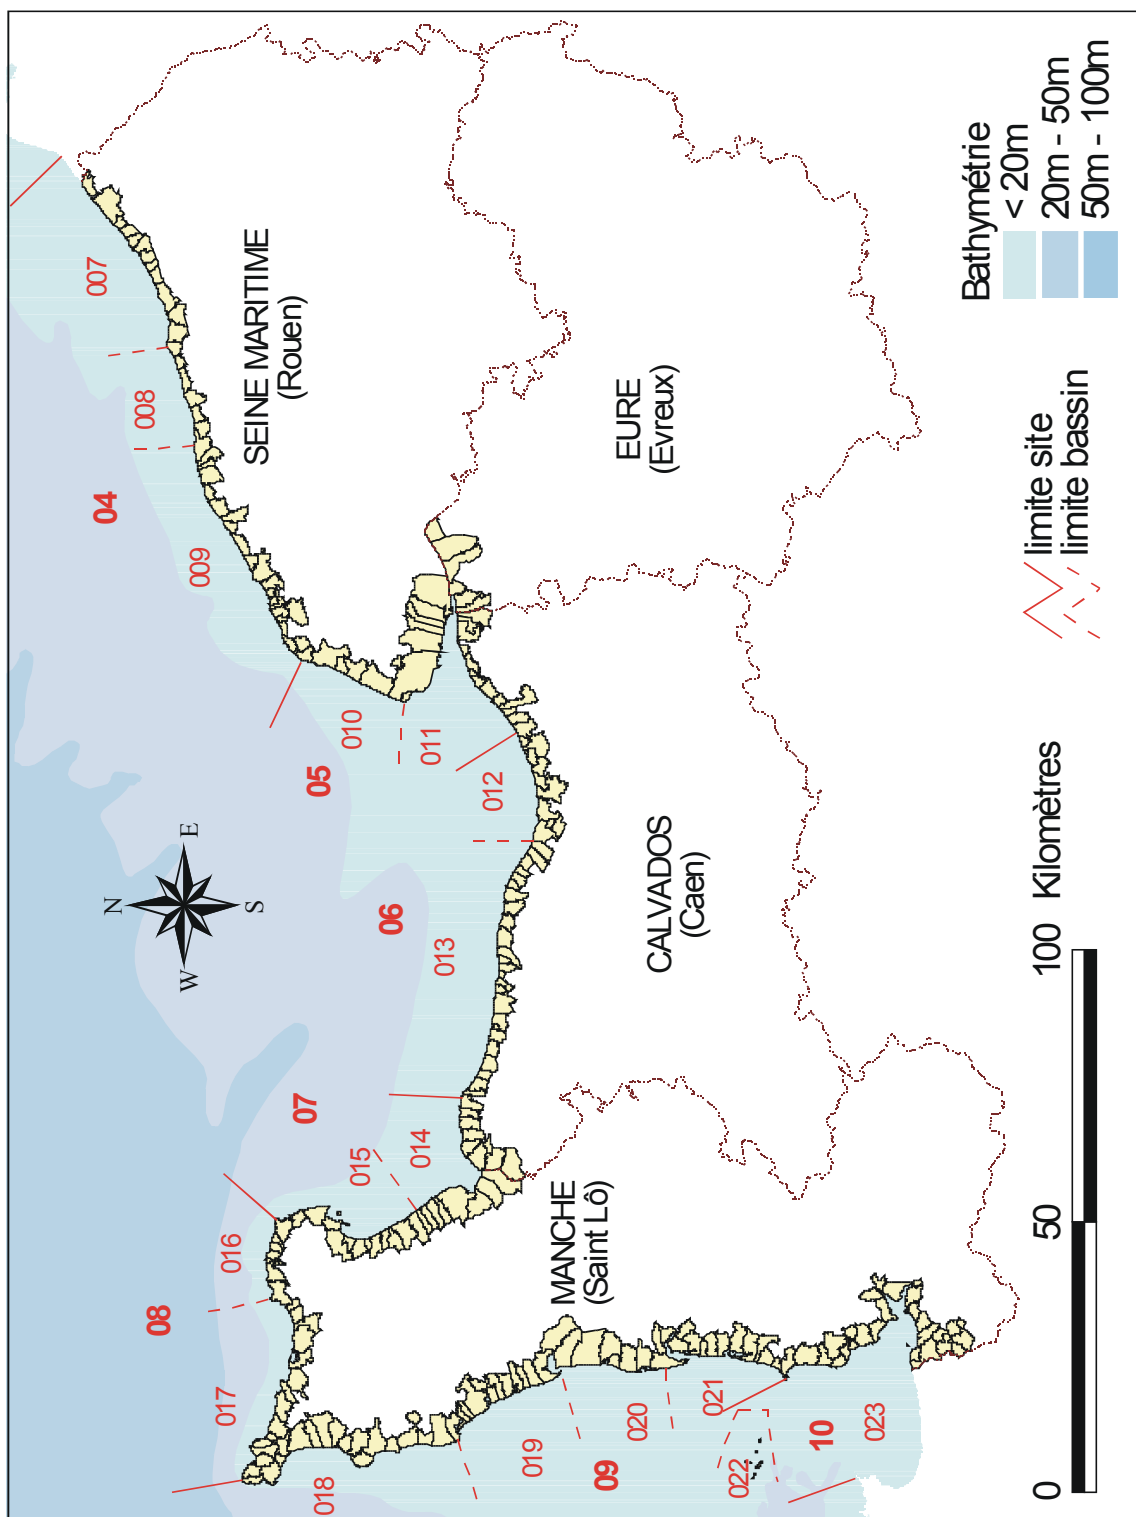 007
008
04
009
010
05
011
012
06
013
07
014
015
016
08
017
018
019
09
020
021
022
10
023
SEINE MARITIME
(Rouen)
EURE
(Evreux)
CALVADOS
(Caen)
MANCHE
(Saint Lô)
N
E
S
W
0
50
100 Kilomètres
limite site
limite bassin
Bathymétrie
< 20m
20m - 50m
50m - 100m